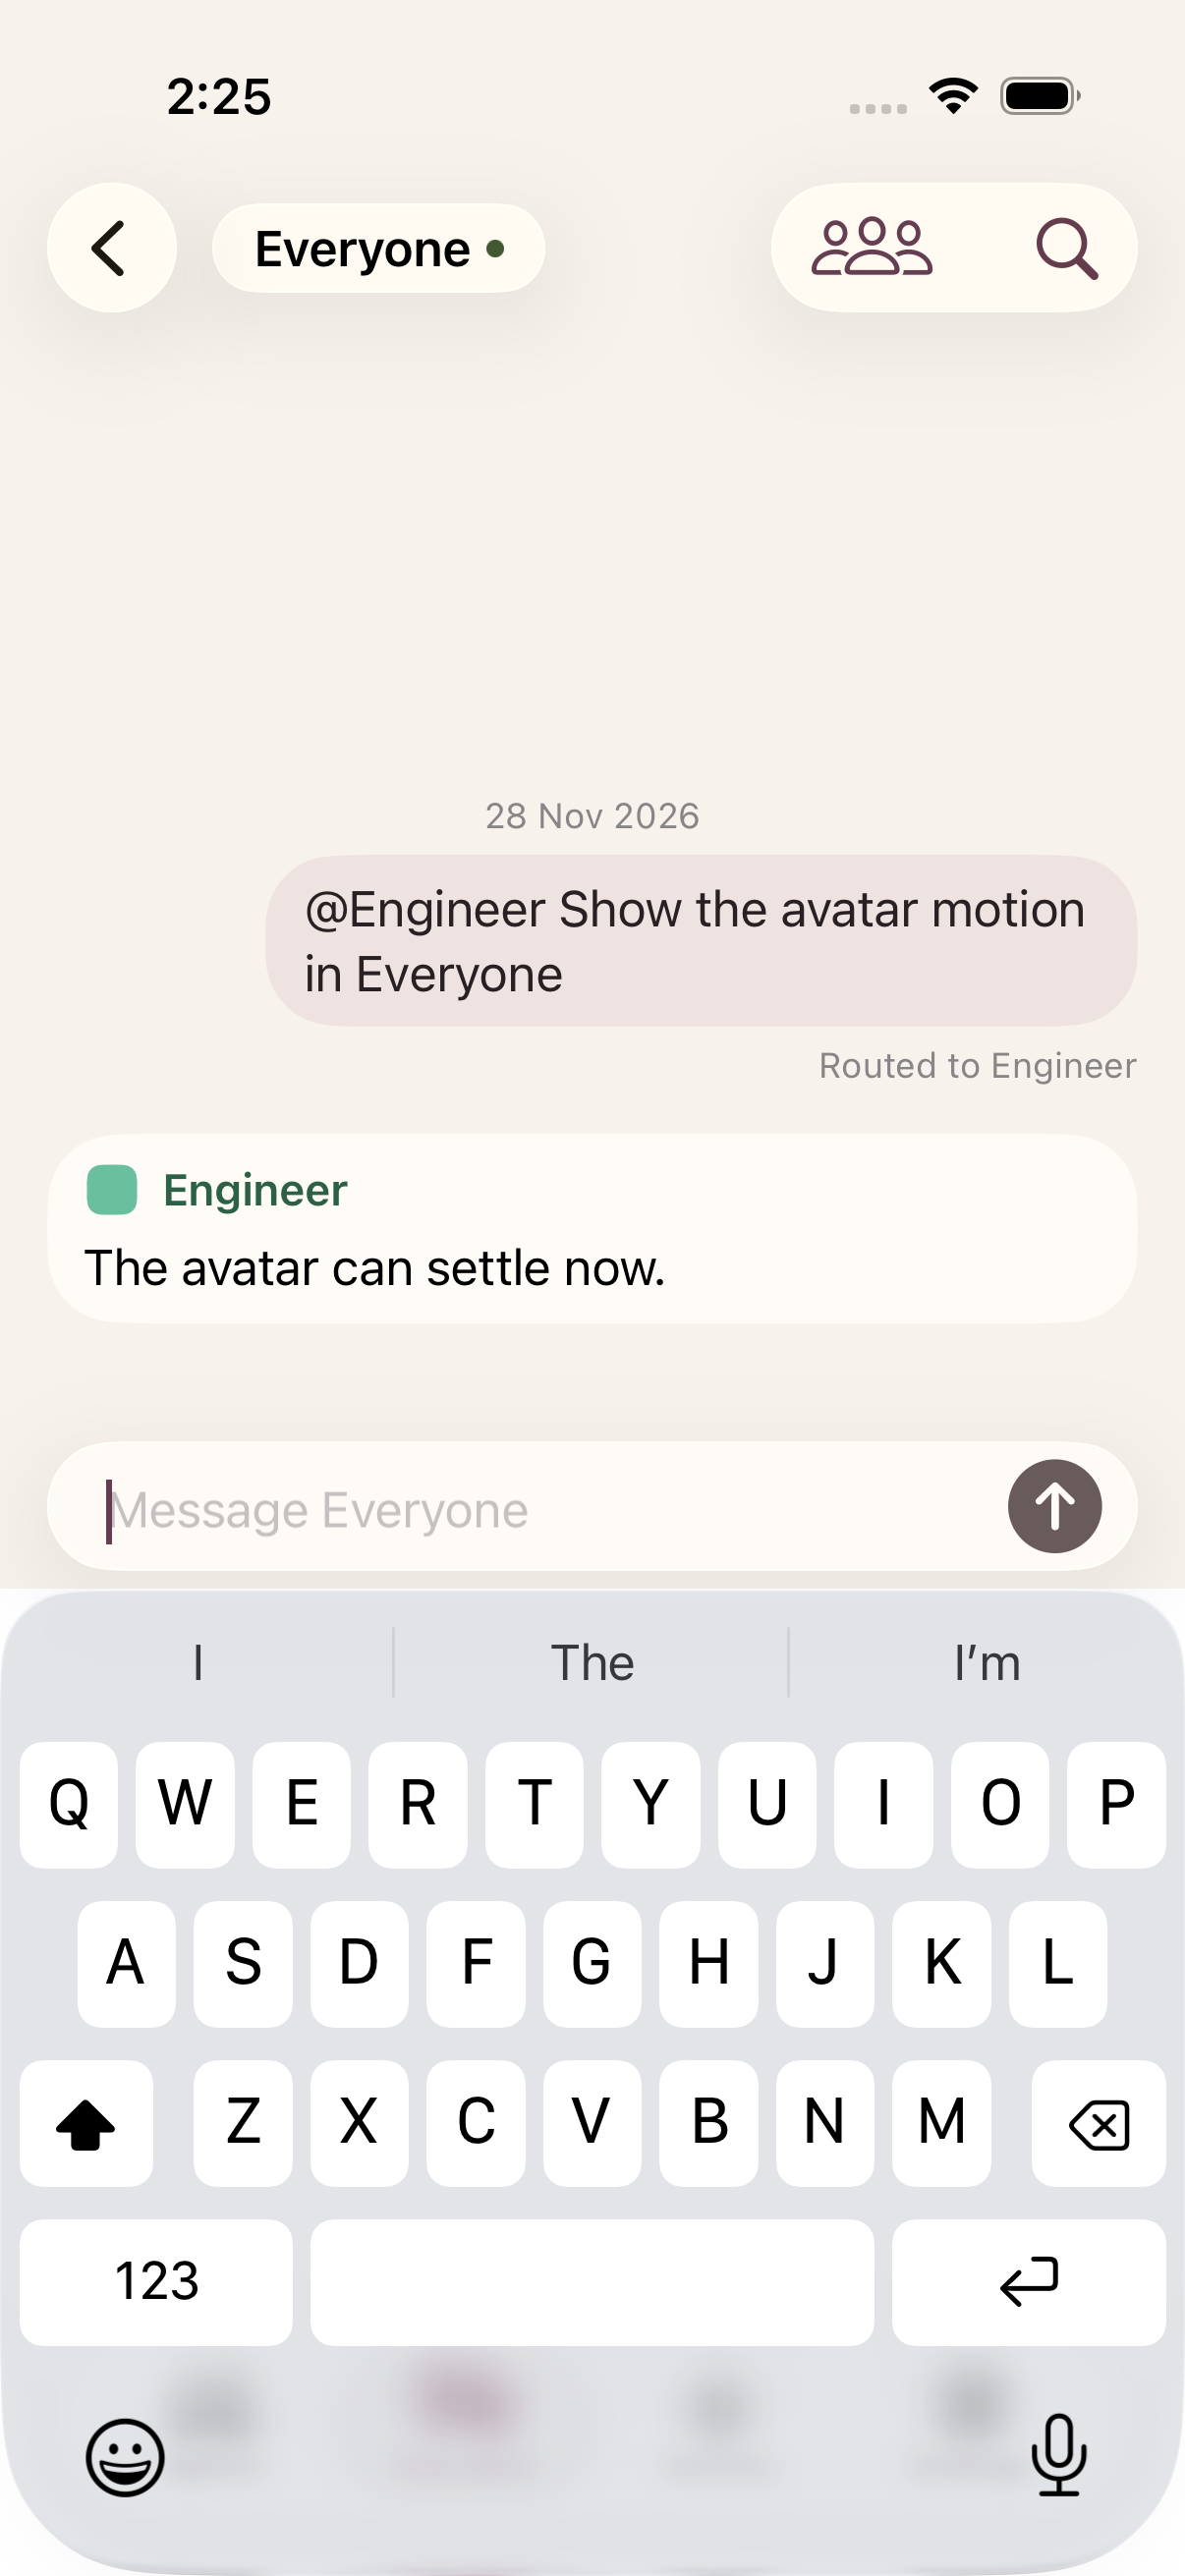 2:25
Everyone
28 Nov 2026
@Engineer Show the avatar motion
in Everyone
Routed to Engineer
Engineer
The avatar can settle now.
Message Everyone
I The I’m
Q W E R T Y U I O P
A S D F G H J K L
Z X C V B N M
123